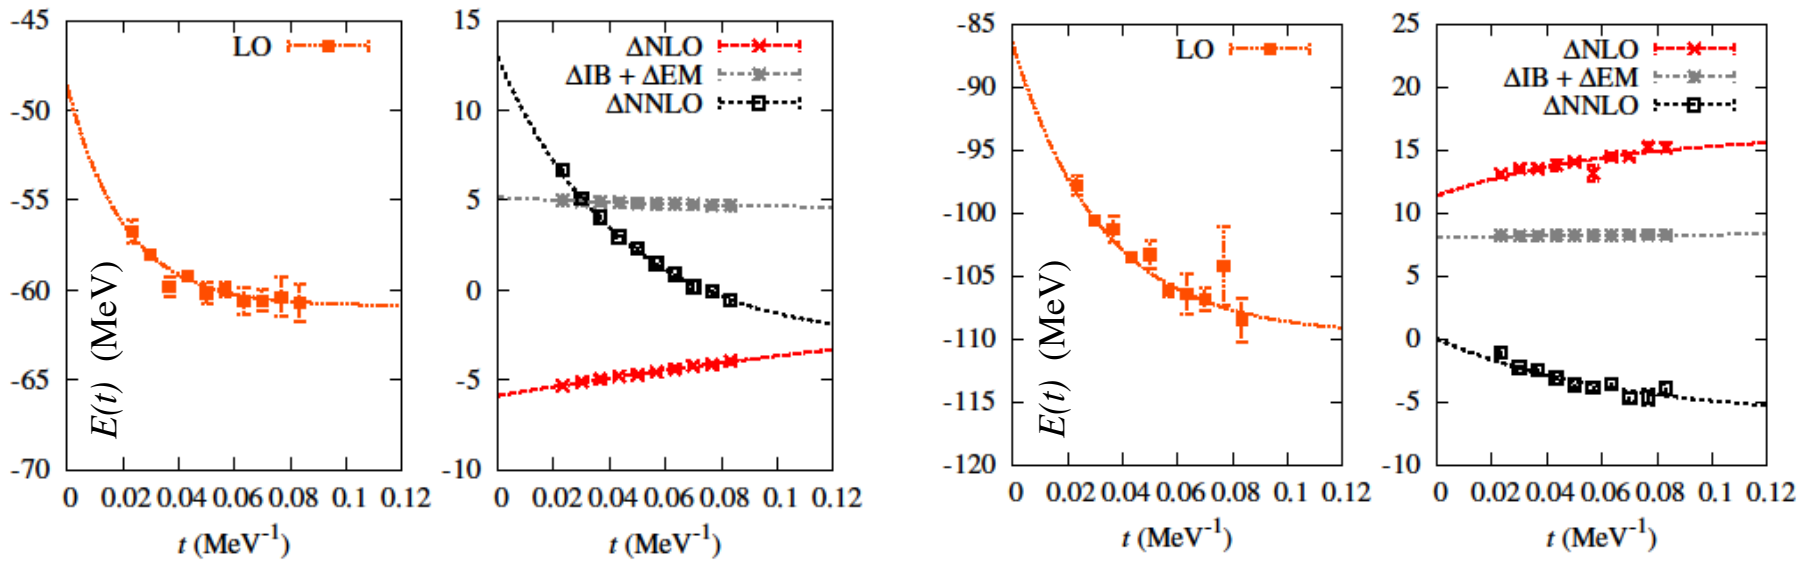 -45
-50
-55
-60
-65
-70
0 0.02 0.04 0.06 0.08 0.1 0.12
t (MeV-1)
E(t) (MeV)
LO
15
10
5
0
-5
-10
0 0.02 0.04 0.06 0.08 0.1 0.12
t (MeV-1)
ΔNLO
ΔIB + ΔEM
ΔNNLO
-85
-90
-95
-100
-105
-110
-115
-120
0 0.02 0.04 0.06 0.08 0.1 0.12
t (MeV-1)
E(t) (MeV)
LO
25
20
15
10
5
0
-5
-10
0 0.02 0.04 0.06 0.08 0.1 0.12
t (MeV-1)
ΔNLO
ΔIB + ΔEM
ΔNNLO